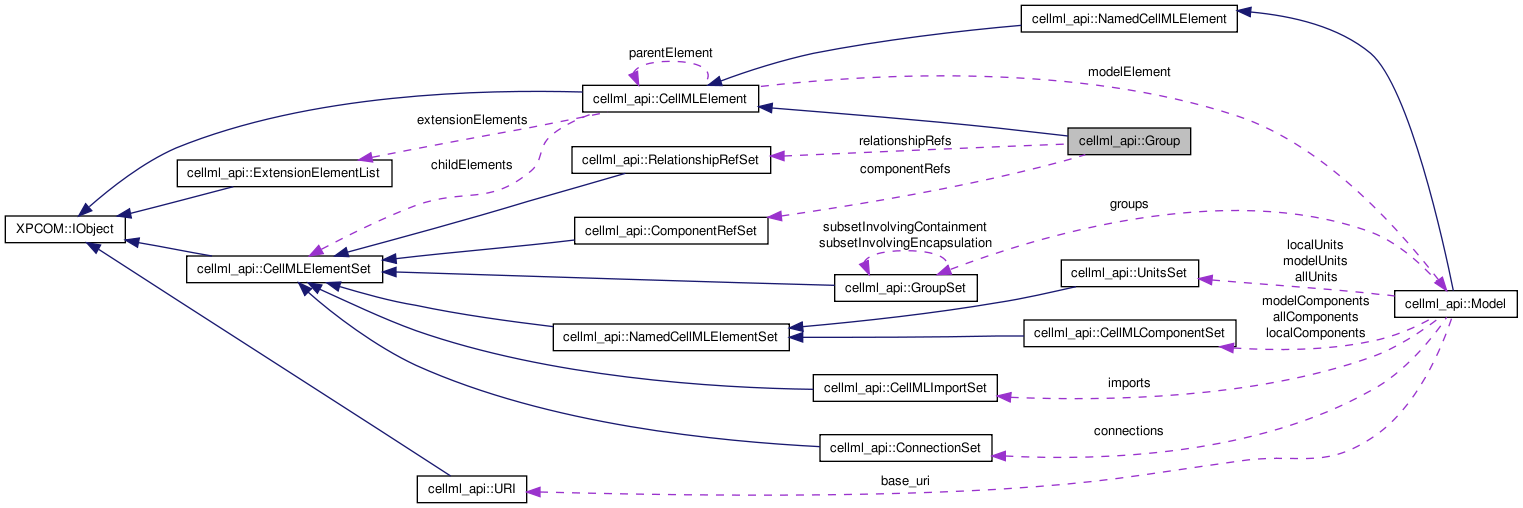 cellml_api::NamedCellMLElement
parentElement
modelElement
cellml_api::CellMLElement
extensionElements
cellml_api::Group
relationshipRefs
childElements
cellml_api::RelationshipRefSet
componentRefs
cellml_api::ExtensionElementList
groups
XPCOM::IObject
cellml_api::ComponentRefSet
subsetInvolvingContainment
subsetInvolvingEncapsulation
localUnits
modelUnits
allUnits
cellml_api::CellMLElementSet
cellml_api::UnitsSet
cellml_api::GroupSet
cellml_api::Model
modelComponents
allComponents
localComponents
cellml_api::NamedCellMLElementSet
cellml_api::CellMLComponentSet
cellml_api::CellMLImportSet
imports
connections
cellml_api::ConnectionSet
base_uri
cellml_api::URI